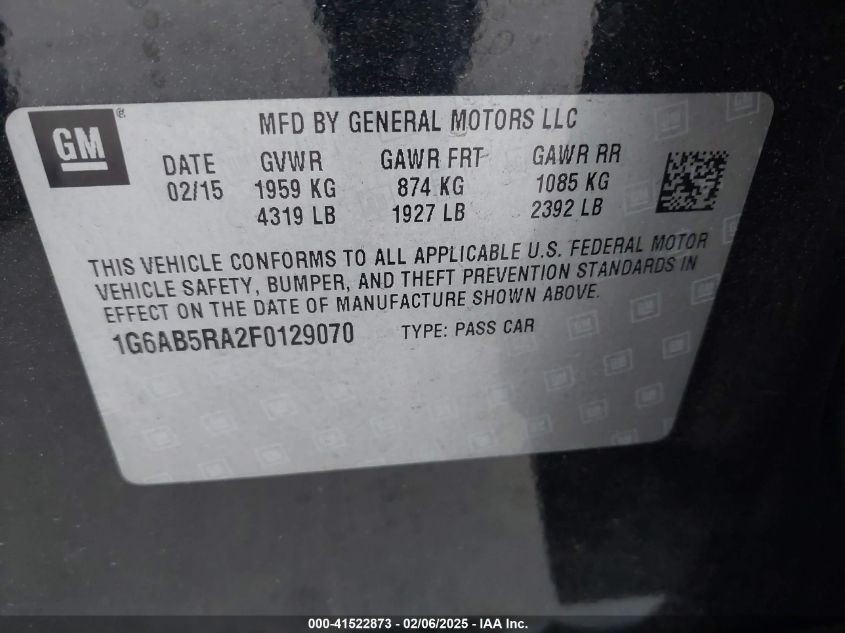 GM®
MFD BY GENERAL MOTORS LLC
DATE GVWR GAWR FRT GAWR RR
02/15 1959 KG 874 KG 1085 KG
4319 LB 1927 LB 2392 LB
THIS VEHICLE CONFORMS TO ALL APPLICABLE U.S. FEDERAL MOTOR
VEHICLE SAFETY, BUMPER, AND THEFT PREVENTION STANDARDS IN
EFFECT ON THE DATE OF MANUFACTURE SHOWN ABOVE.
1G6AB5RA2F0129070 TYPE: PASS CAR
000-41522873 - 02/06/2025 - IAA Inc.